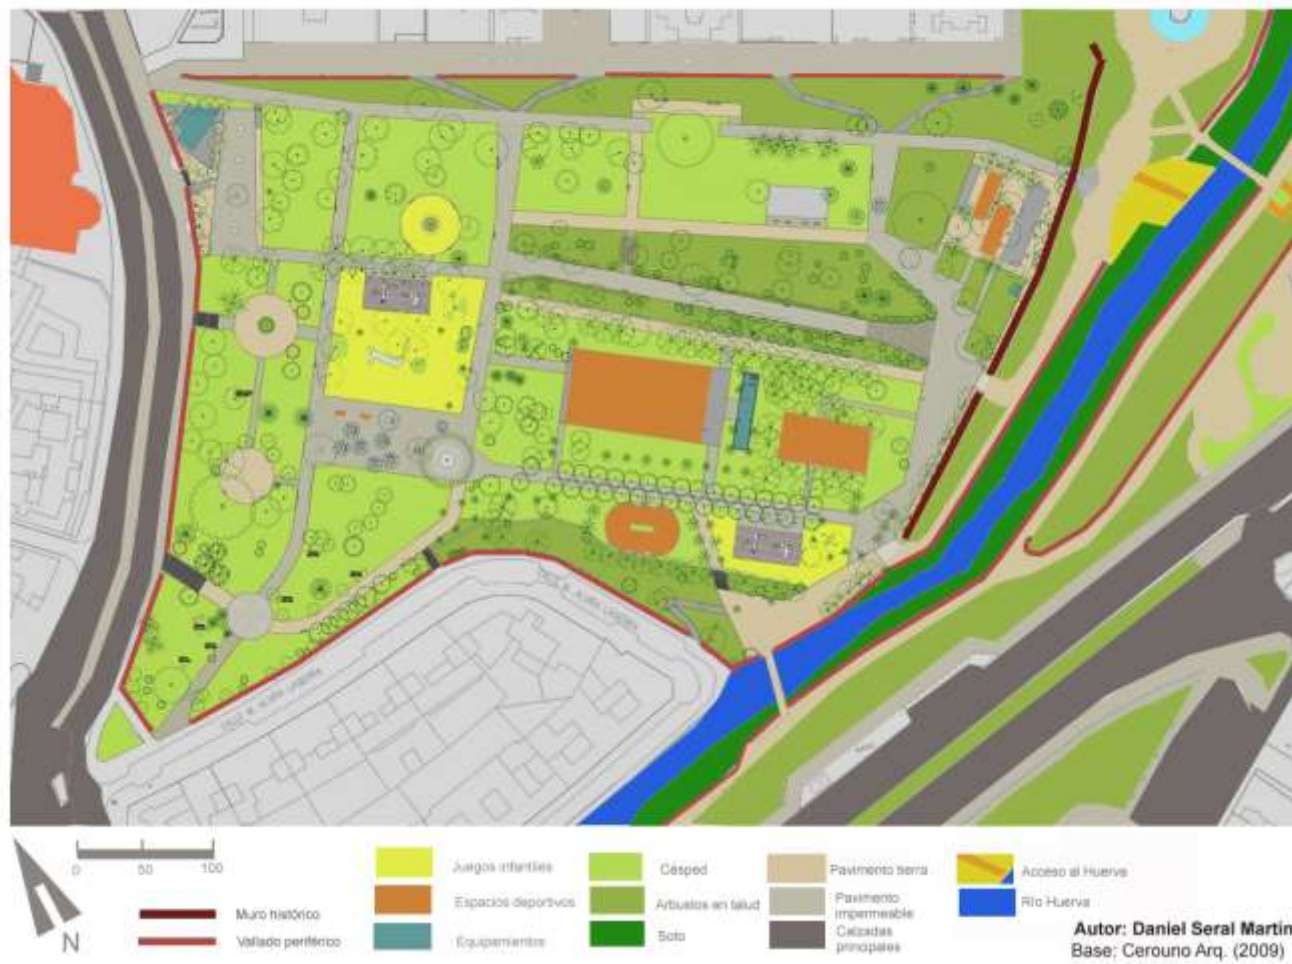 0 50 100
N
Muro histórico
Vallado periférico
Juegos infantiles
Espacios deportivos
Equipamientos
Césped
Arbustos en talud
Soto
Pavimento tierra
Pavimento
impermeable
Calzadas
principales
Acceso al Huerva
Río Huerva
Autor: Daniel Seral Martin
Base: Cerouno Arq. (2009)